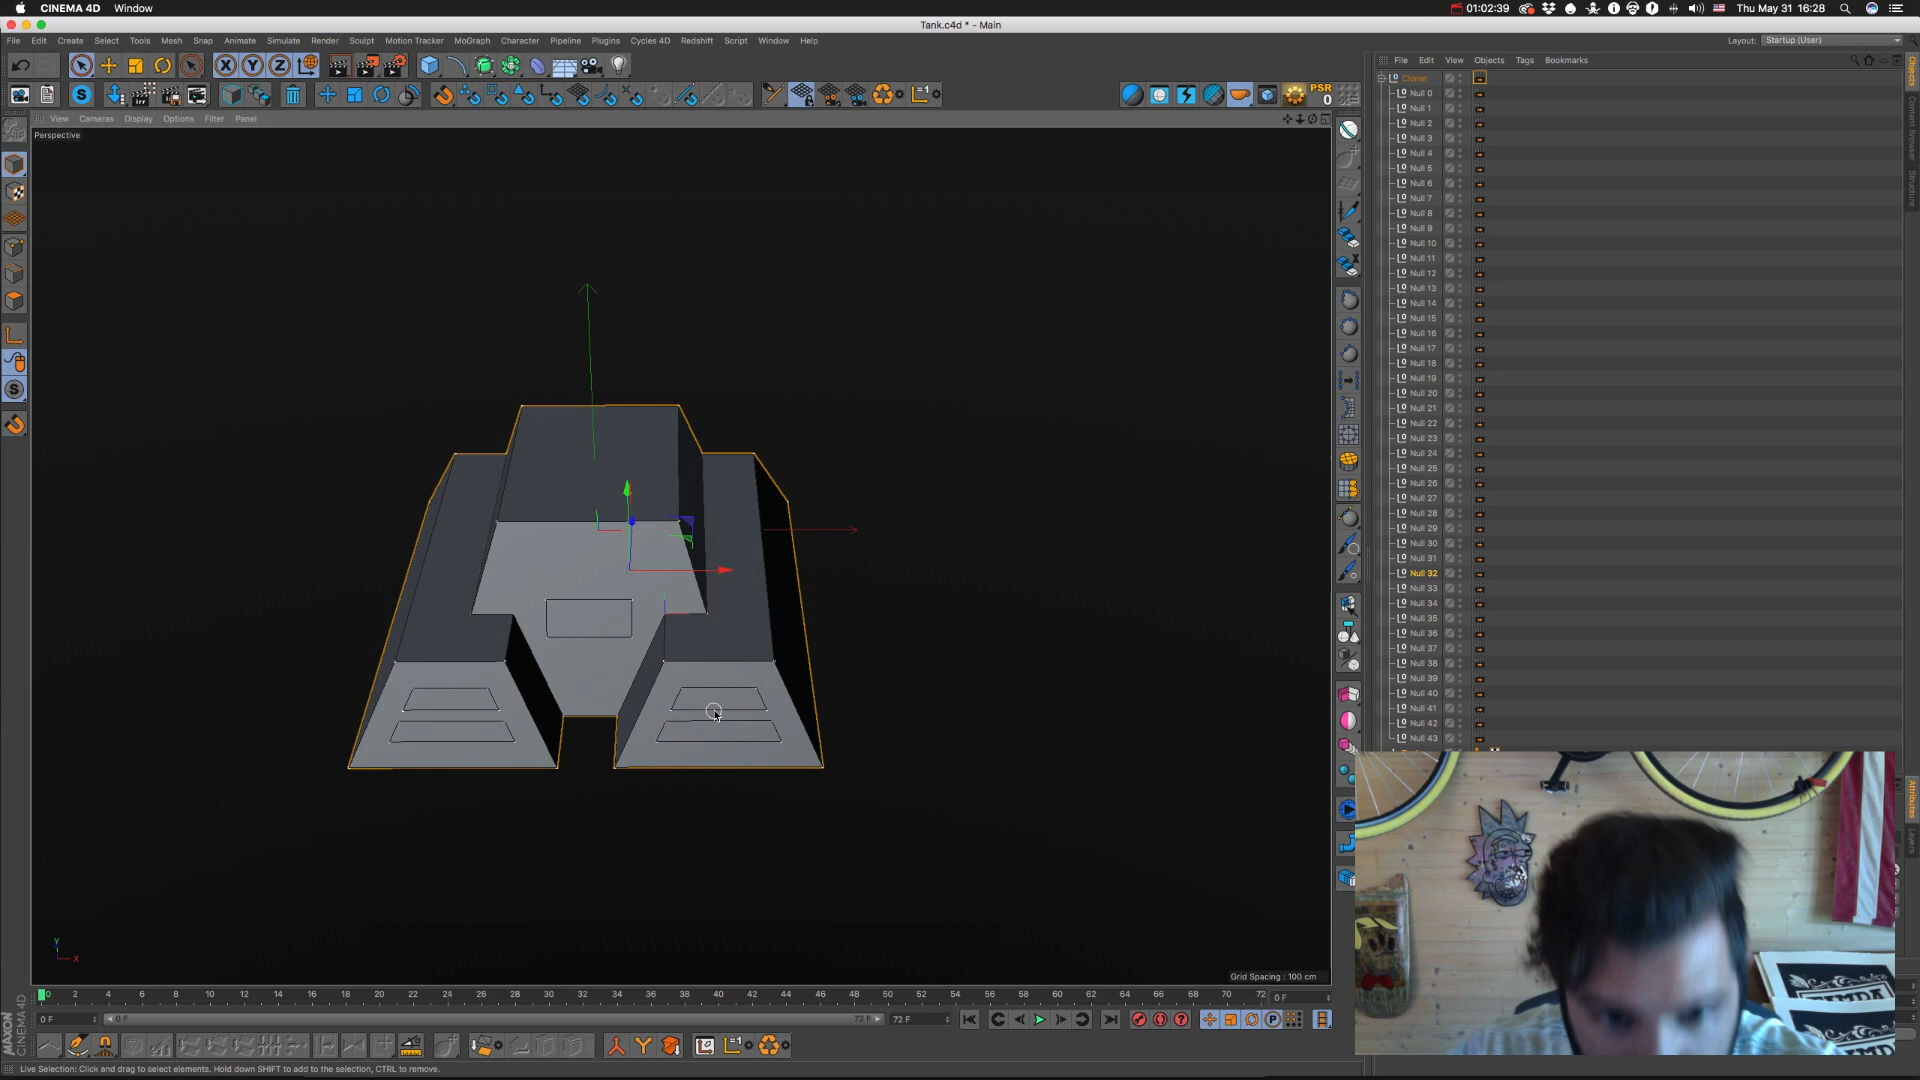 CINEMA 4D Window
01:02:39 Thu May 31 16:28
Tank.c4d * - Main
File Edit Create Select Tools Mesh Snap Animate Simulate Render Sculpt Motion Tracker MoGraph Character Pipeline Plugins Cycles 4D Redshift Script Window Help
Layout: Startup (User)
File Edit View Objects Tags Bookmarks
X Y Z
PSR
0
View Cameras Display Options Filter Panel
Perspective
Cloner
Null 0
Null 1
Null 2
Null 3
Null 4
Null 5
Null 6
Null 7
Null 8
Null 9
Null 10
Null 11
Null 12
Null 13
Null 14
Null 15
Null 16
Null 17
Null 18
Null 19
Null 20
Null 21
Null 22
Null 23
Null 24
Null 25
Null 26
Null 27
Null 28
Null 29
Null 30
Null 31
Null 32
Null 33
Null 34
Null 35
Null 36
Null 37
Null 38
Null 39
Null 40
Null 41
Null 42
Null 43
Objects
Content Browser
Structure
Attributes
Layers
Y
X
Grid Spacing : 100 cm
0 2 4 6 8 10 12 14 16 18 20 22 24 26 28 30 32 34 36 38 40 42 44 46 48 50 52 54 56 58 60 62 64 66 68 70 72 0 F
0 F 0 F 72 F 72 F
MAXON
CINEMA 4D
Live Selection: Click and drag to select elements. Hold down SHIFT to add to the selection, CTRL to remove.